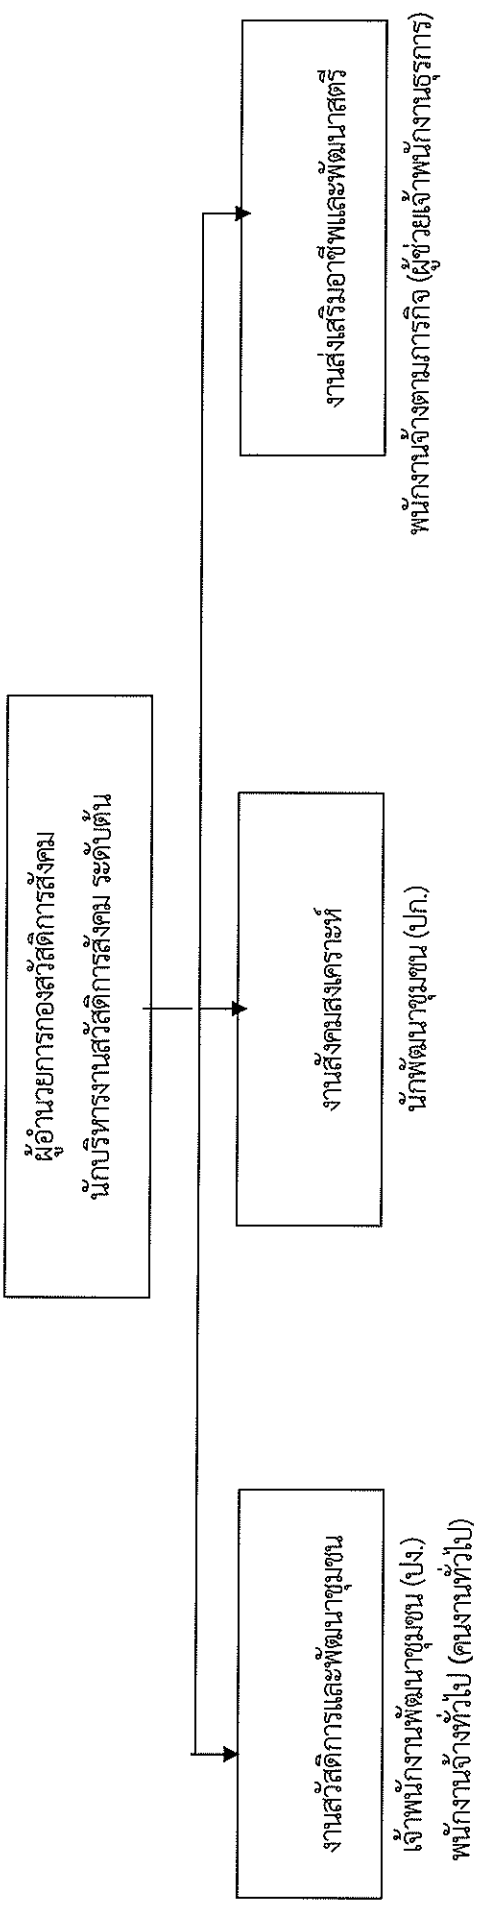 ผู้อำนวยการกองสวัสดิการสังคม
นักบริหารงานสวัสดิการสังคม ระดับต้น
งานสวัสดิการและพัฒนาชุมชน
เจ้าพนักงานพัฒนาชุมชน (ปง.)
พนักงานจ้างทั่วไป (คนงานทั่วไป)
งานสังคมสงเคราะห์
นักพัฒนาชุมชน (ปก.)
งานส่งเสริมอาชีพและพัฒนาสตรี
พนักงานจ้างตามภารกิจ (ผู้ช่วยเจ้าพนักงานธุรการ)